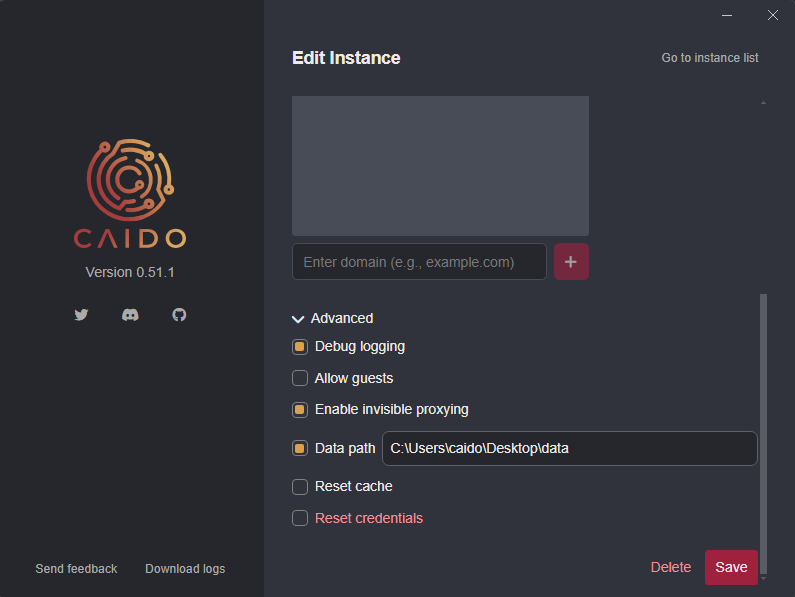 Edit Instance
Go to instance list
CAIDO
Version 0.51.1
Enter domain (e.g., example.com)
+
Advanced
Debug logging
Allow guests
Enable invisible proxying
Data path C:\Users\caido\Desktop\data
Reset cache
Reset credentials
Send feedback
Download logs
Delete
Save